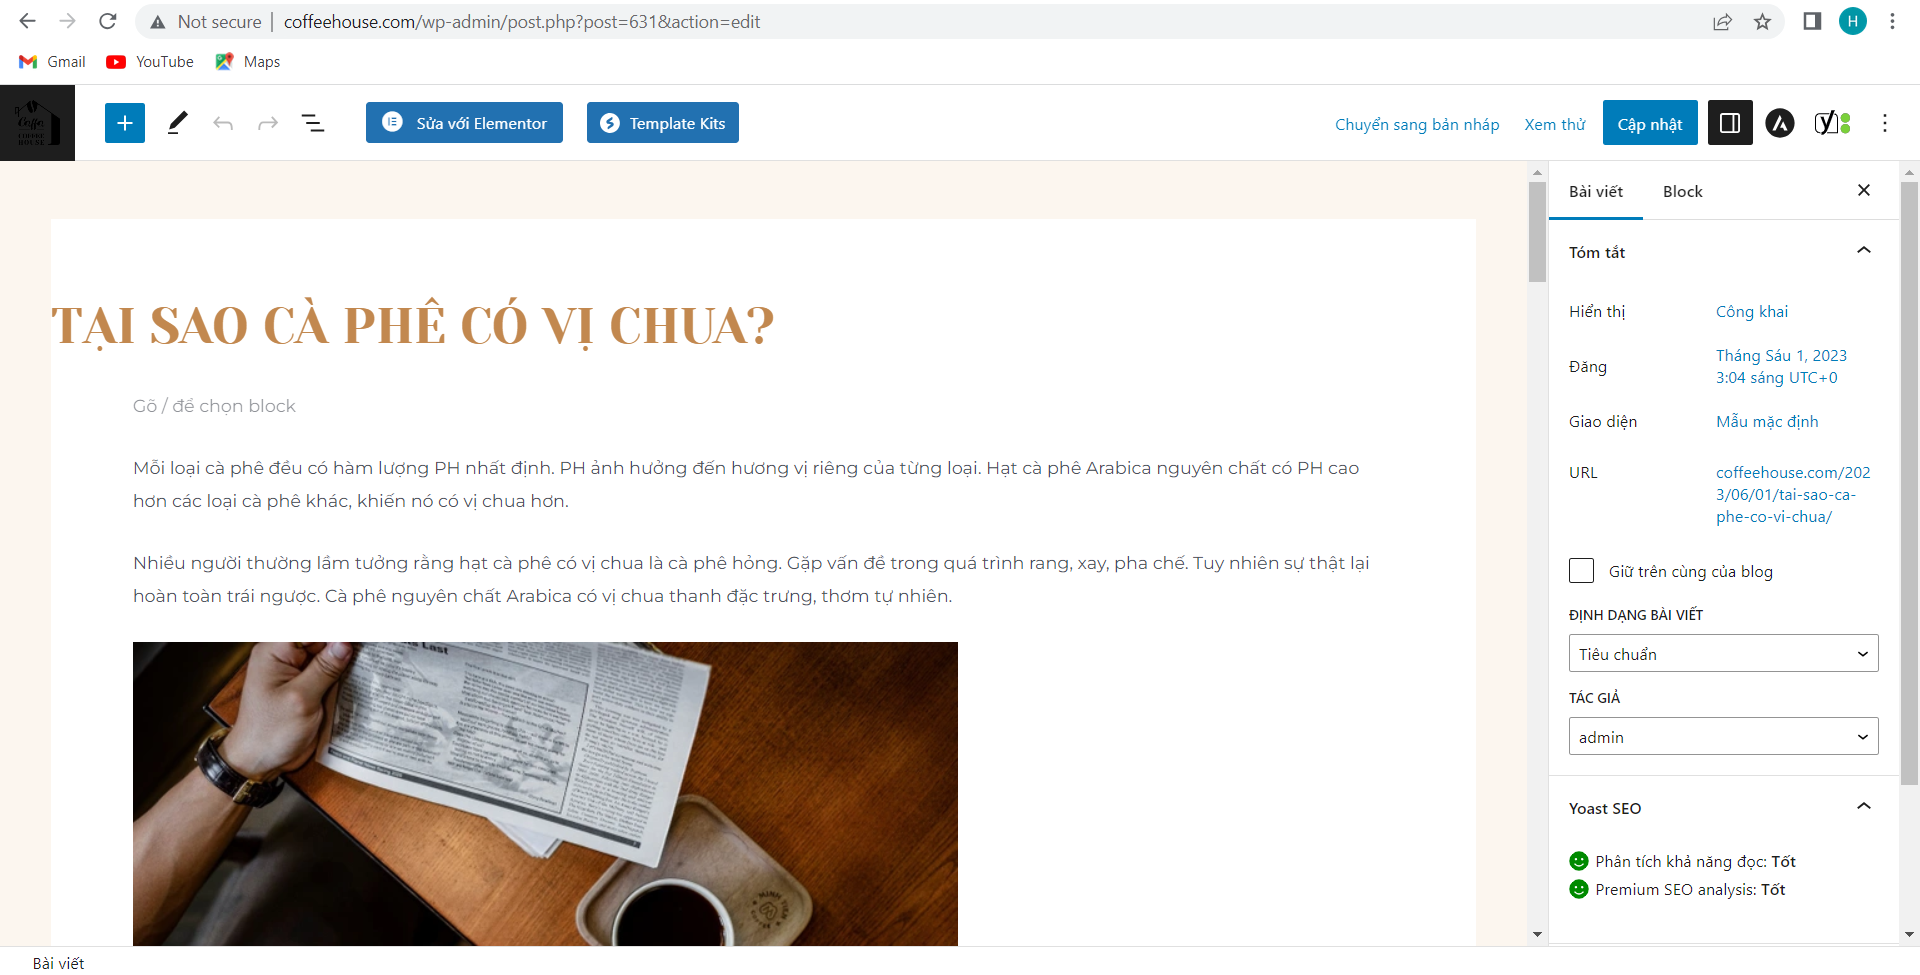 Not secure | coffeehouse.com/wp-admin/post.php?post=631&action=edit
H
Gmail YouTube Maps
Coffe
COFFEE
HOUSE
Sửa với Elementor Template Kits Chuyển sang bản nháp Xem thử Cập nhật
Bài viết Block
Tóm tắt
TẠI SAO CÀ PHÊ CÓ VỊ CHUA?
Gõ / để chọn block
Mỗi loại cà phê đều có hàm lượng PH nhất định. PH ảnh hưởng đến hương vị riêng của từng loại. Hạt cà phê Arabica nguyên chất có PH cao
hơn các loại cà phê khác, khiến nó có vị chua hơn.
Nhiều người thường lầm tưởng rằng hạt cà phê có vị chua là cà phê hỏng. Gặp vấn đề trong quá trình rang, xay, pha chế. Tuy nhiên sự thật lại
hoàn toàn trái ngược. Cà phê nguyên chất Arabica có vị chua thanh đặc trưng, thơm tự nhiên.
Hiển thị Công khai
Đăng Tháng Sáu 1, 2023
3:04 sáng UTC+0
Giao diện Mẫu mặc định
URL coffeehouse.com/202
3/06/01/tai-sao-ca-
phe-co-vi-chua/
Giữ trên cùng của blog
ĐỊNH DẠNG BÀI VIẾT
Tiêu chuẩn
TÁC GIẢ
admin
Yoast SEO
Phân tích khả năng đọc: Tốt
Premium SEO analysis: Tốt
Bài viết